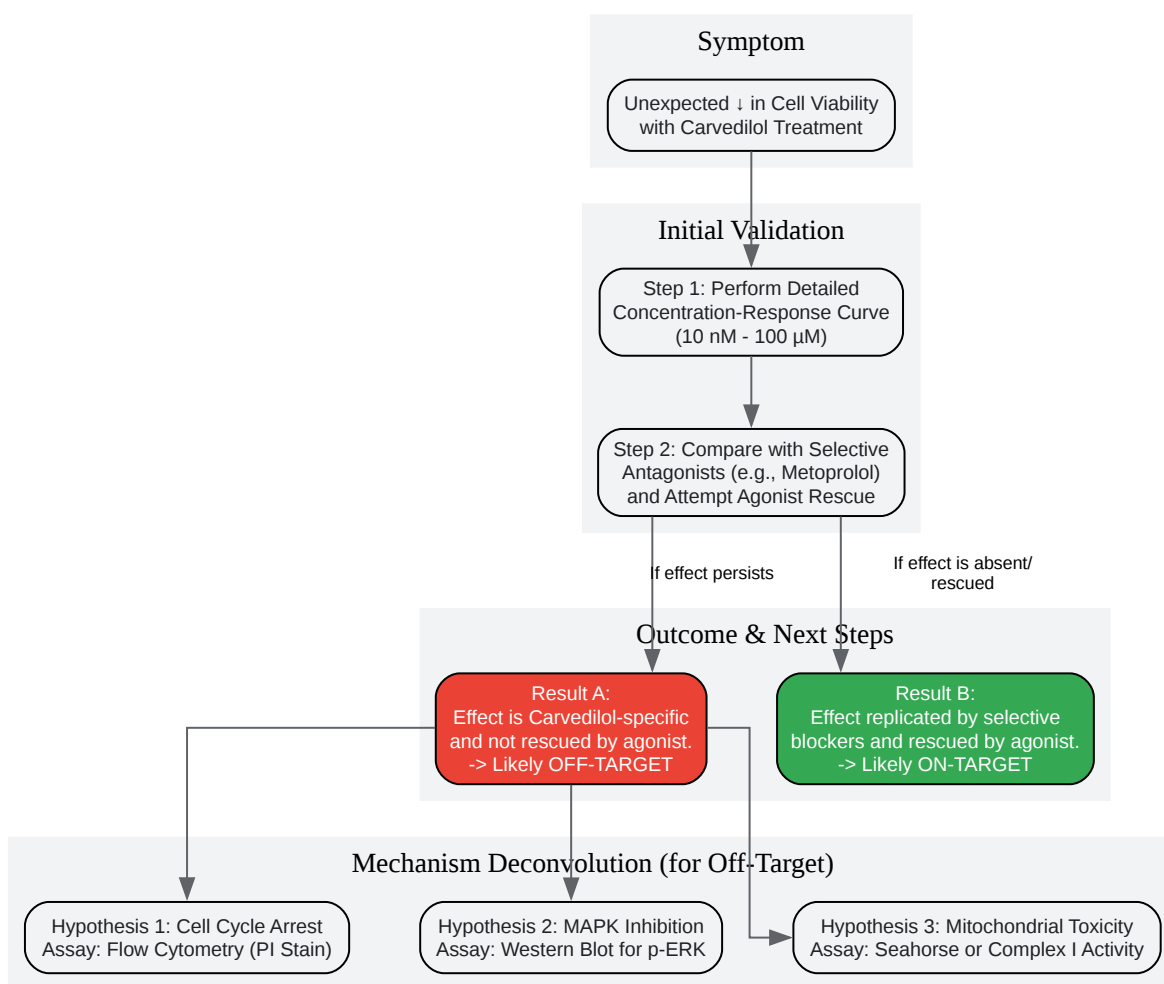 Symptom
Unexpected ↓ in Cell Viability
with Carvedilol Treatment
Initial Validation
Step 1: Perform Detailed
Concentration-Response Curve
(10 nM - 100 µM)
Step 2: Compare with Selective
Antagonists (e.g., Metoprolol)
and Attempt Agonist Rescue
If effect persists
If effect is absent/
rescued
Outcome & Next Steps
Result A:
Effect is Carvedilol-specific
and not rescued by agonist.
-> Likely OFF-TARGET
Result B:
Effect replicated by selective
blockers and rescued by agonist.
-> Likely ON-TARGET
Mechanism Deconvolution (for Off-Target)
Hypothesis 1: Cell Cycle Arrest
Assay: Flow Cytometry (PI Stain)
Hypothesis 2: MAPK Inhibition
Assay: Western Blot for p-ERK
Hypothesis 3: Mitochondrial Toxicity
Assay: Seahorse or Complex I Activity